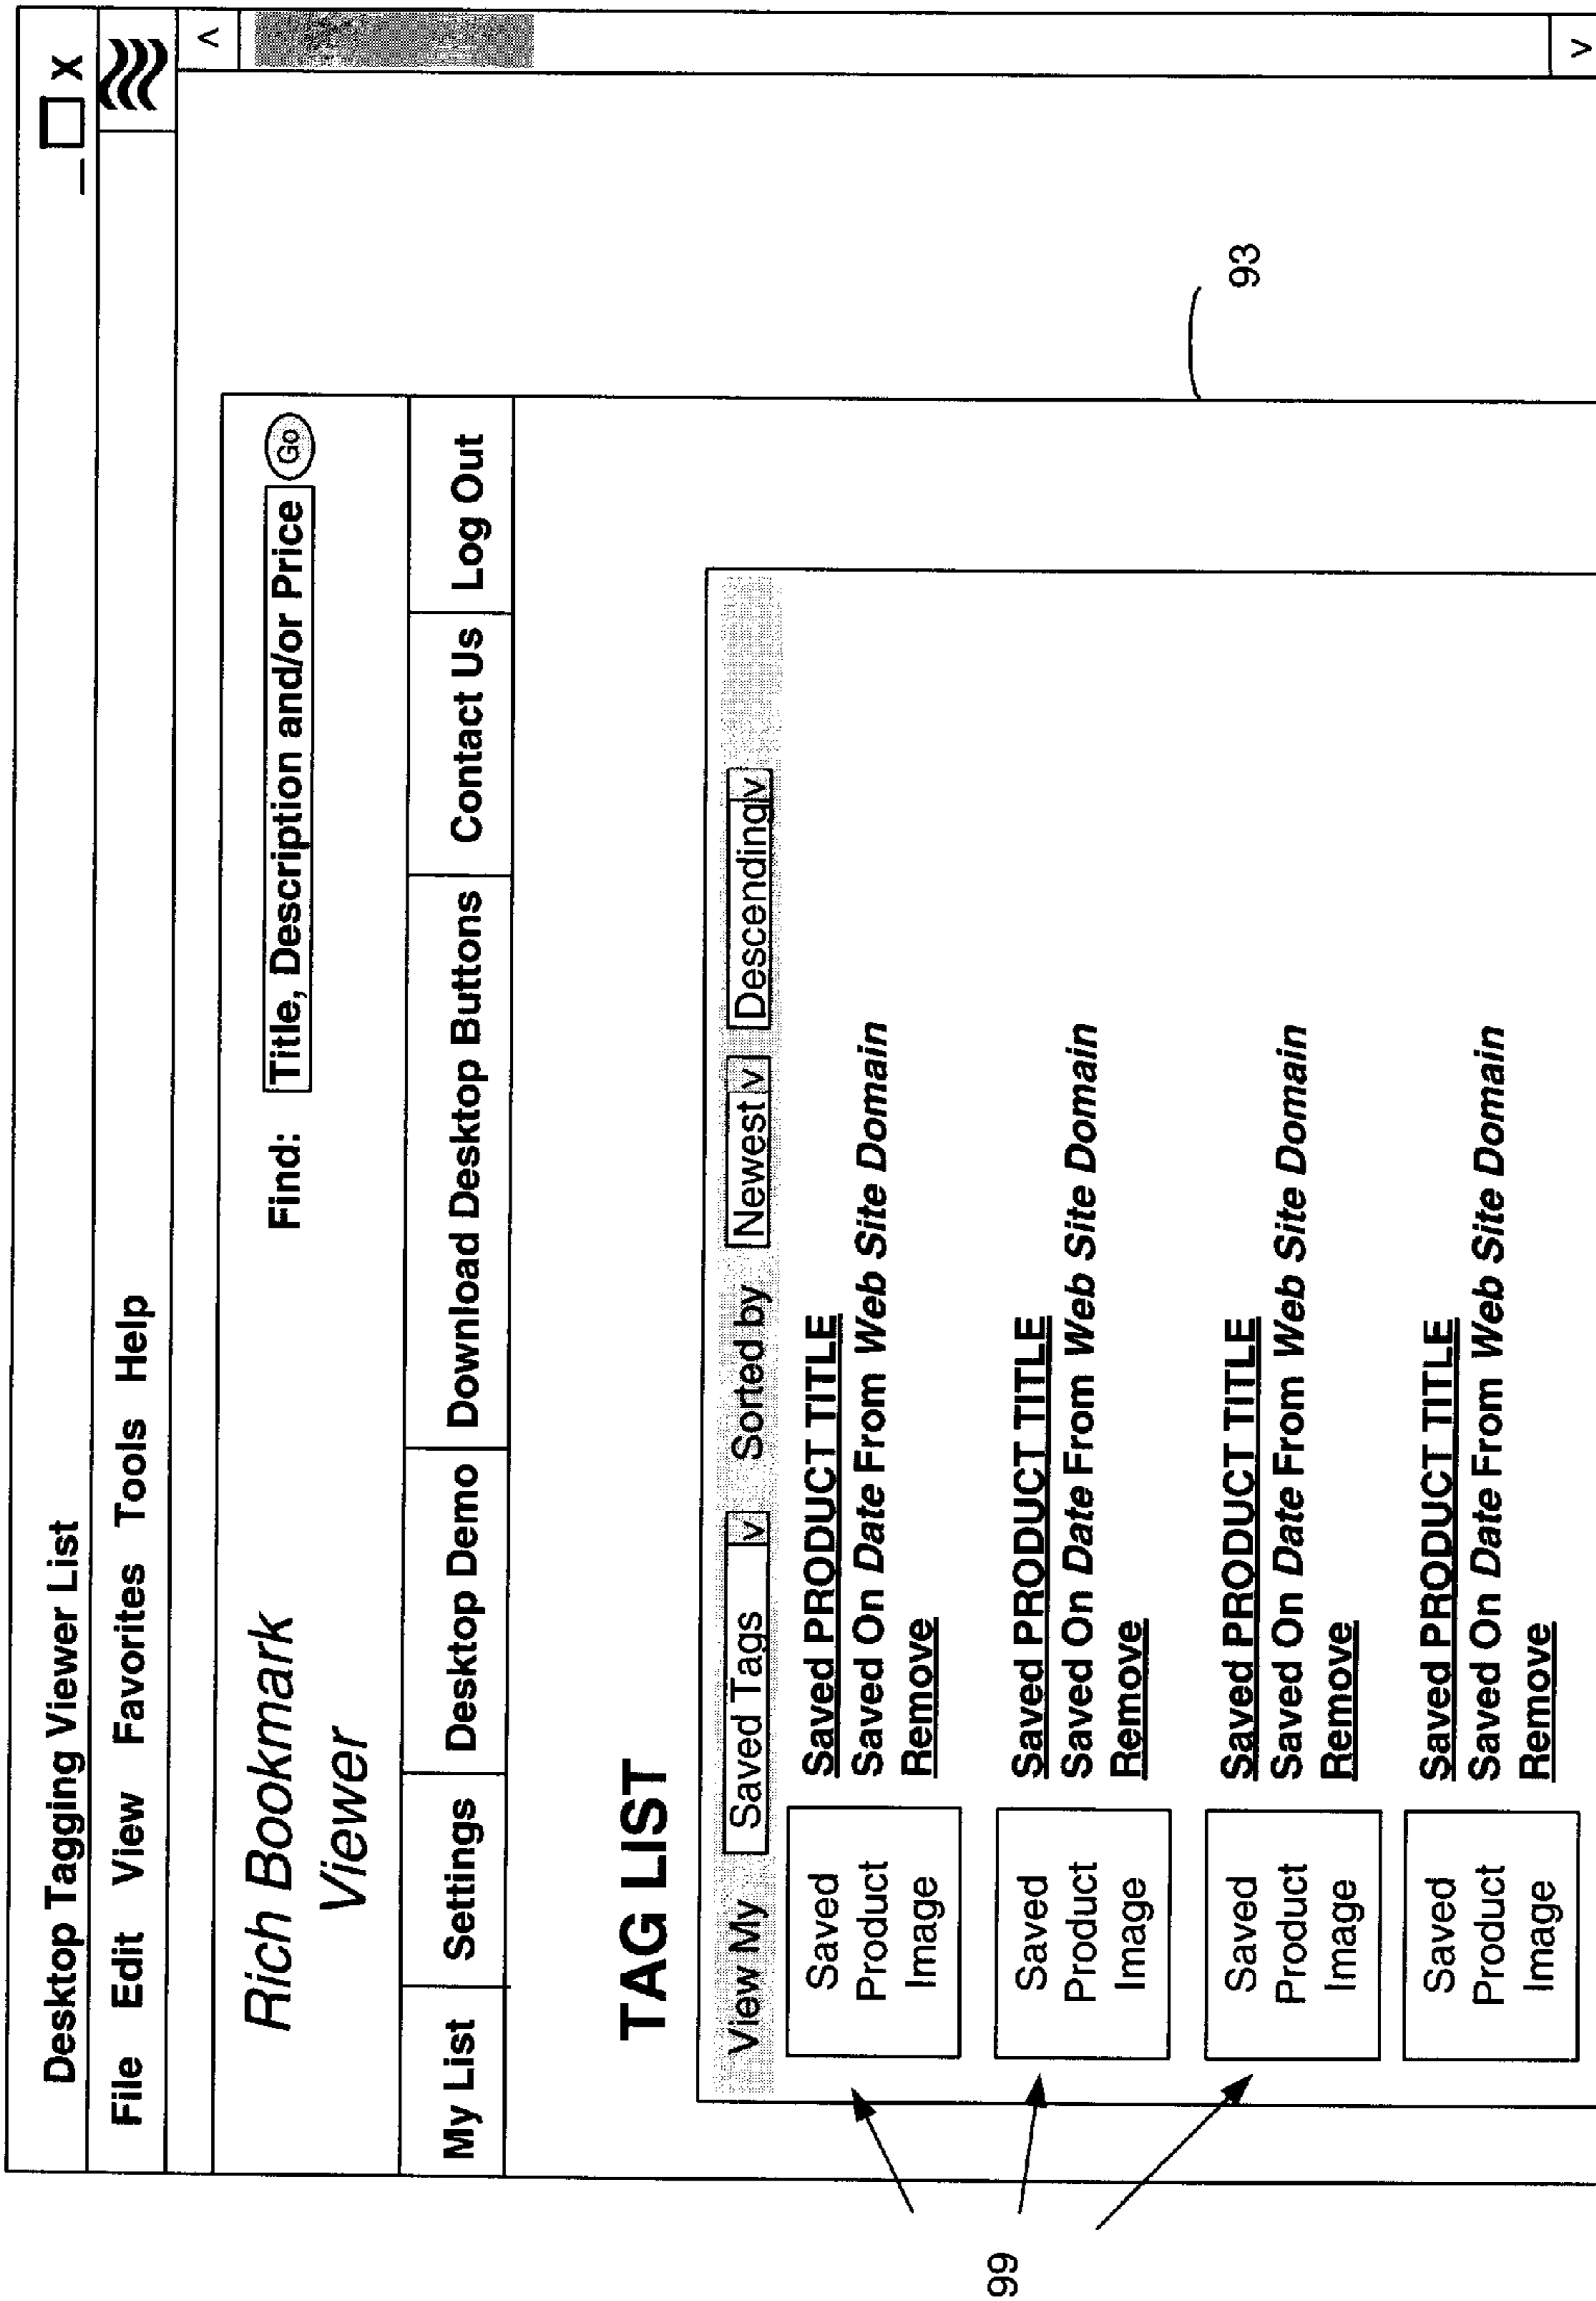 Desktop Tagging Viewer List _ X
File Edit View Favorites Tools Help
Rich Bookmark
Viewer
Find: Title, Description and/or Price Go
My List Settings Desktop Demo Download Desktop Buttons Contact Us Log Out
TAG LIST
View My Saved Tags v Sorted by Newest v Descending v
Saved
Product
Image
Saved PRODUCT TITLE
Saved On Date From Web Site Domain
Remove
Saved
Product
Image
Saved PRODUCT TITLE
Saved On Date From Web Site Domain
Remove
Saved
Product
Image
Saved PRODUCT TITLE
Saved On Date From Web Site Domain
Remove
Saved
Product
Image
Saved PRODUCT TITLE
Saved On Date From Web Site Domain
Remove
99
93